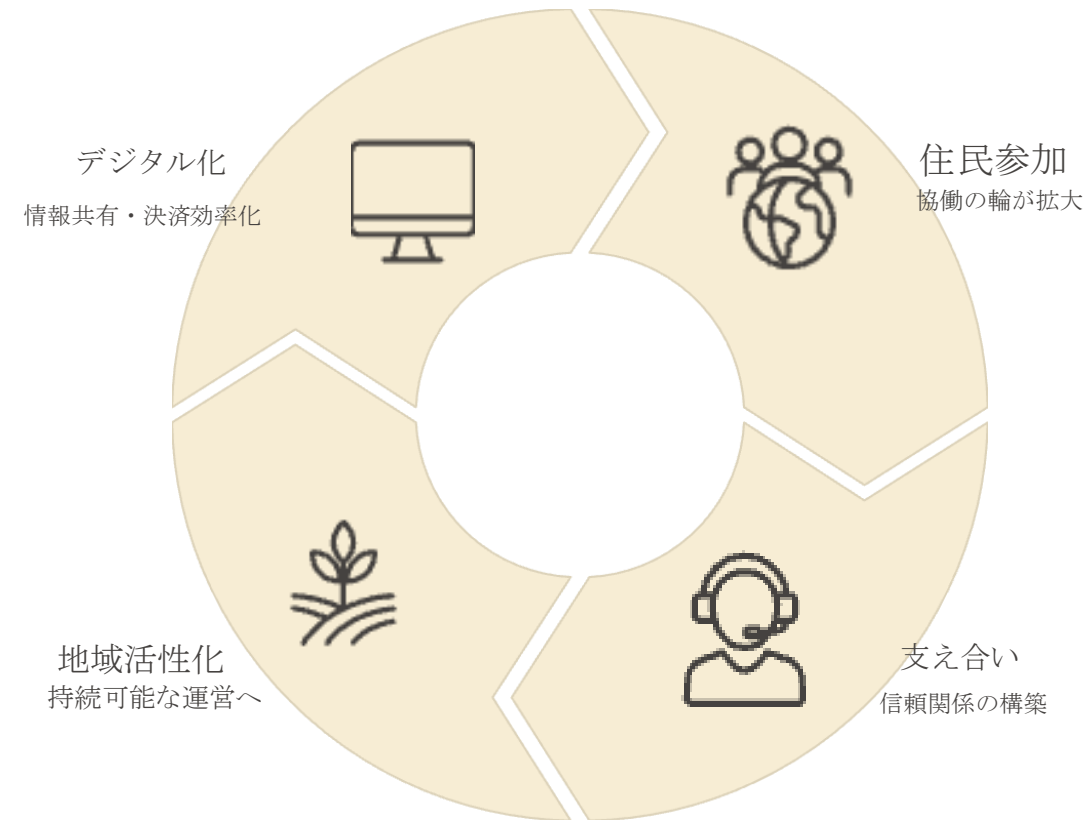 デジタル化
情報共有・決済効率化
住民参加
協働の輪が拡大
地域活性化
持続可能な運営へ
支え合い
信頼関係の構築